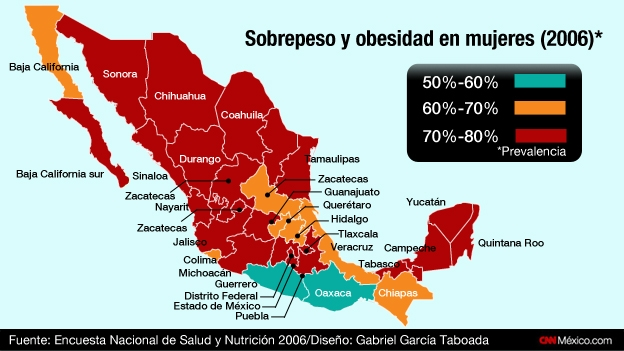 Sobrepeso y obesidad en mujeres (2006)*
50%-60%
60%-70%
70%-80%
*Prevalencia
Baja California
Sonora
Chihuahua
Coahuila
Durango
Tamaulipas
Baja California sur
Sinaloa
Zacatecas
Zacatecas
Guanajuato
Nayarit
Querétaro
Zacatecas
Hidalgo
Jalisco
Tlaxcala
Veracruz
Yucatán
Campeche
Quintana Roo
Colima
Tabasco
Michoacán
Guerrero
Oaxaca
Chiapas
Distrito Federal
Estado de México
Puebla
Fuente: Encuesta Nacional de Salud y Nutrición 2006/Diseño: Gabriel García Taboada
CNNMéxico.com